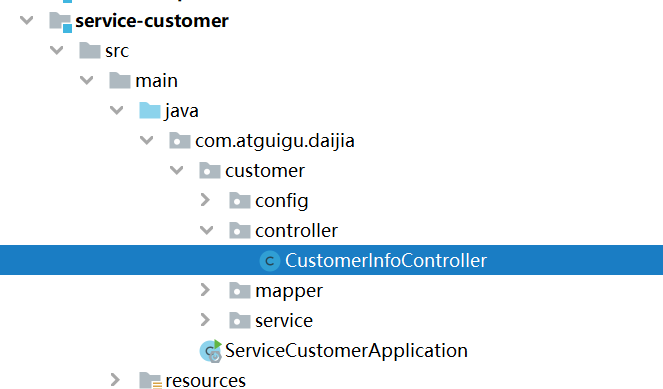 service-customer
src
main
java
com.atguigu.daijia
customer
config
controller
CustomerInfoController
mapper
service
ServiceCustomerApplication
resources